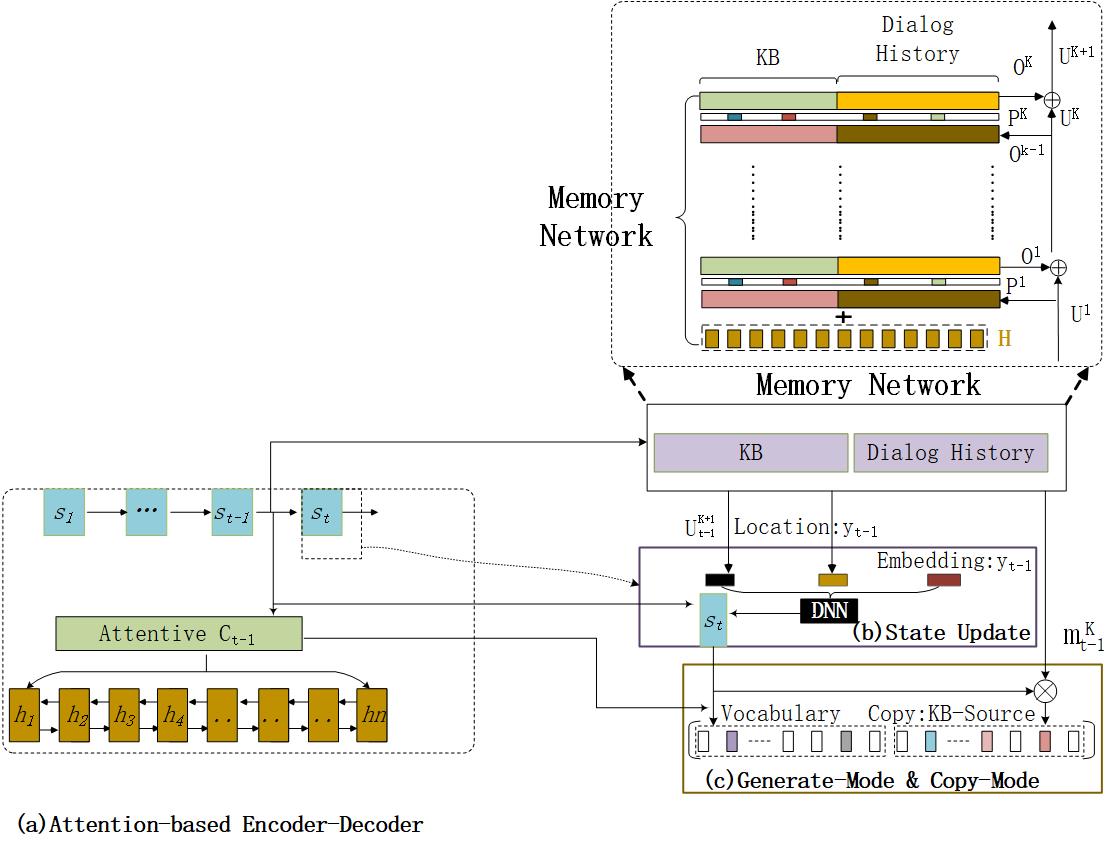 Dialog
History
KB
O^K
U^{K+1}
P^K
U^K
O^{k-1}
Memory
Network
O^1
P^1
U^1
+
H
Memory Network
KB
Dialog History
s_1
...
s_{t-1}
s_t
U_{t-1}^{K+1}
Location:y_{t-1}
Embedding:y_{t-1}
DNN
s_t
(b)State Update
Attentive C_{t-1}
m_{t-1}^K
h_1
h_2
h_3
h_4
..
..
..
hn
Vocabulary
Copy:KB-Source
(c)Generate-Mode & Copy-Mode
(a)Attention-based Encoder-Decoder